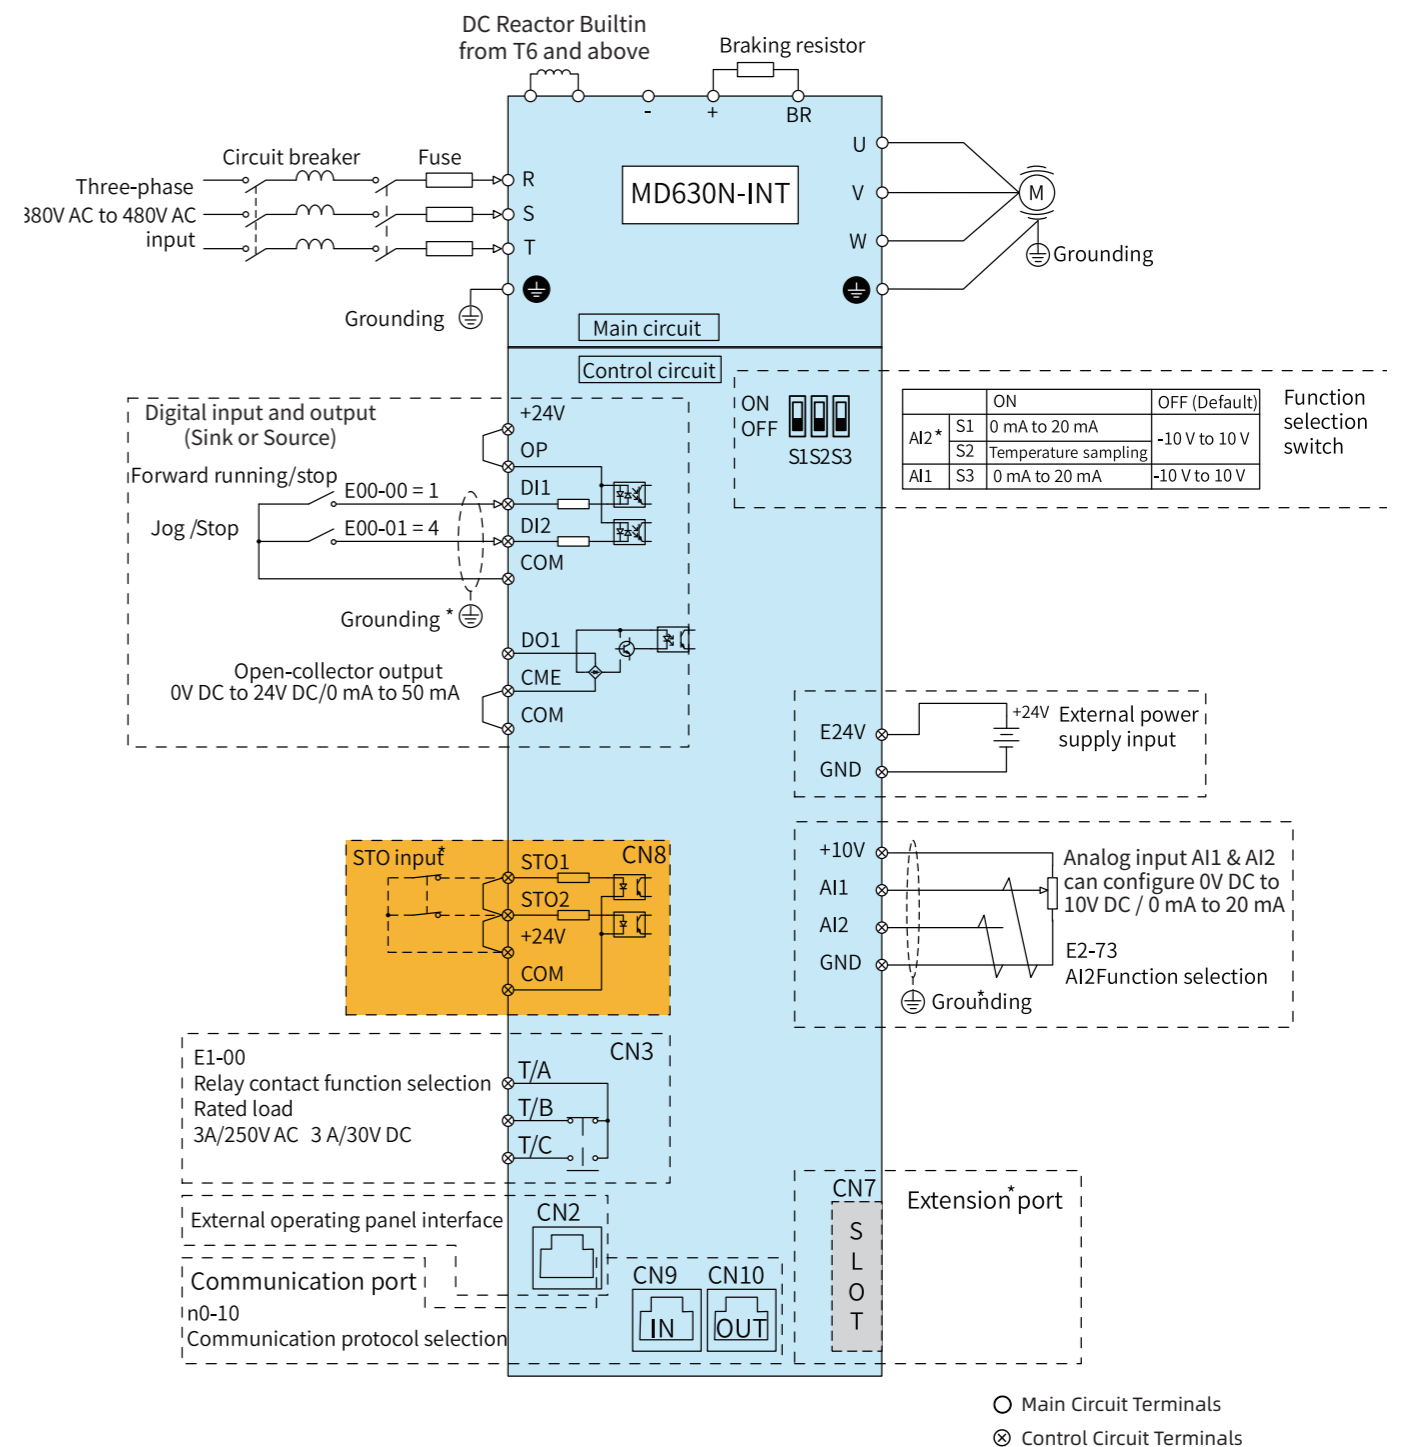 DC Reactor Builtin
from T6 and above
Braking resistor
-
+
BR
Circuit breaker
Fuse
Three-phase
380V AC to 480V AC
input
R
S
T
MD630N-INT
U
V
W
M
Grounding
Grounding
Main circuit
Control circuit
Digital input and output
(Sink or Source)
+24V
OP
Forward running/stop
E00-00 = 1
DI1
Jog /Stop
E00-01 = 4
DI2
COM
Grounding *
DO1
Open-collector output
0V DC to 24V DC/0 mA to 50 mA
CME
COM
ON
OFF
S1S2S3
ON
OFF (Default)
AI2*
S1
0 mA to 20 mA
-10 V to 10 V
S2
Temperature sampling
AI1
S3
0 mA to 20 mA
-10 V to 10 V
Function
selection
switch
E24V
GND
+24V
External power
supply input
STO input*
CN8
STO1
STO2
+24V
COM
+10V
AI1
AI2
GND
Analog input AI1 & AI2
can configure 0V DC to
10V DC / 0 mA to 20 mA
E2-73
AI2Function selection
Grounding*
CN3
E1-00
Relay contact function selection
Rated load
3A/250V AC 3 A/30V DC
T/A
T/B
T/C
External operating panel interface
CN2
Communication port
n0-10
Communication protocol selection
CN9
IN
CN10
OUT
CN7
S
L
O
T
Extension* port
Main Circuit Terminals
Control Circuit Terminals